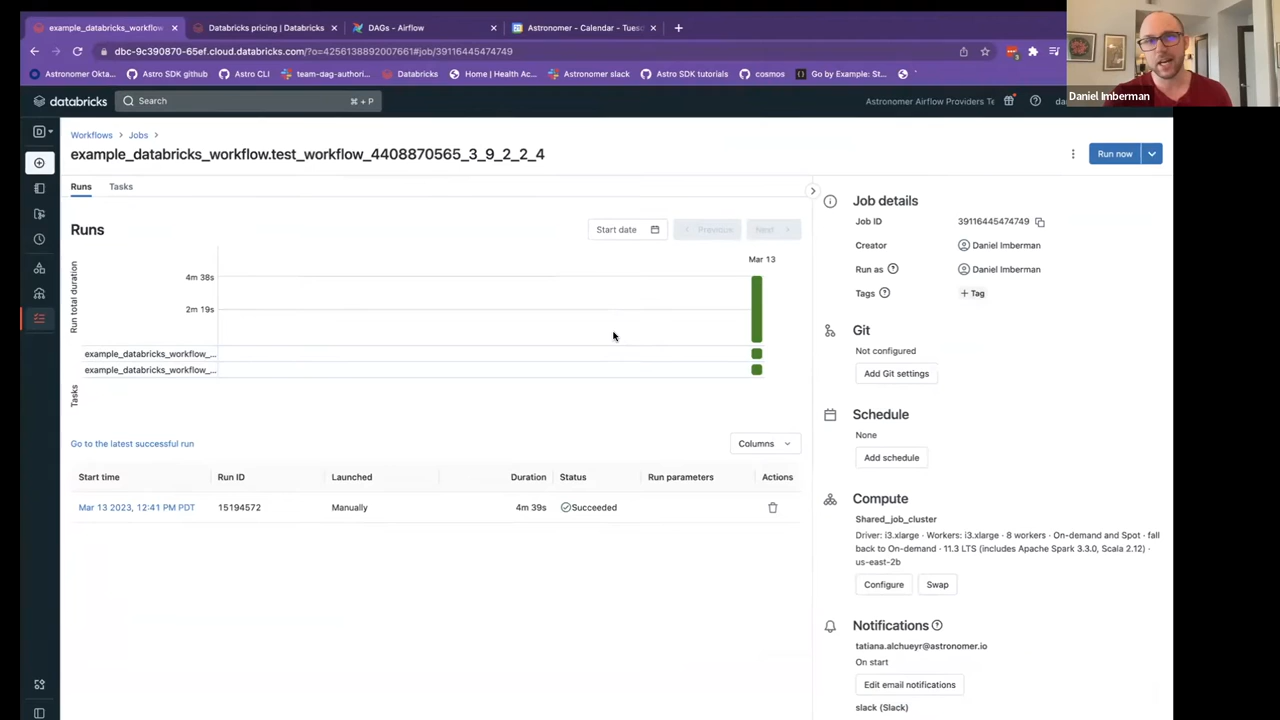 example_databricks_workflow
Databricks pricing | Databricks
DAGs - Airflow
Astronomer - Calendar - Tues
dbc-9c390870-65ef.cloud.databricks.com/?o=4256138892007661#job/39116445474749
Astronomer Okta...
Astro SDK github
Astro CLI
team-dag-authori...
Databricks
Home | Health Ac...
Astronomer slack
Astro SDK tutorials
cosmos
Go by Example: St...
Daniel Imberman
databricks
Search
⌘ + P
Astronomer Airflow Providers Te
da
D
Workflows > Jobs >
example_databricks_workflow.test_workflow_4408870565_3_9_2_2_4
Run now
Runs
Tasks
Runs
Start date
Previous
Next
Mar 13
Run total duration
4m 38s
2m 19s
example_databricks_workflow_...
example_databricks_workflow_...
Tasks
Go to the latest successful run
Columns
Start time
Run ID
Launched
Duration
Status
Run parameters
Actions
Mar 13 2023, 12:41 PM PDT
15194572
Manually
4m 39s
Succeeded
Job details
Job ID
39116445474749
Creator
Daniel Imberman
Run as
Daniel Imberman
Tags
+ Tag
Git
Not configured
Add Git settings
Schedule
None
Add schedule
Compute
Shared_job_cluster
Driver: i3.xlarge · Workers: i3.xlarge · 8 workers · On-demand and Spot · fall
back to On-demand · 11.3 LTS (includes Apache Spark 3.3.0, Scala 2.12) ·
us-east-2b
Configure
Swap
Notifications
tatiana.alchueyr@astronomer.io
On start
Edit email notifications
slack (Slack)